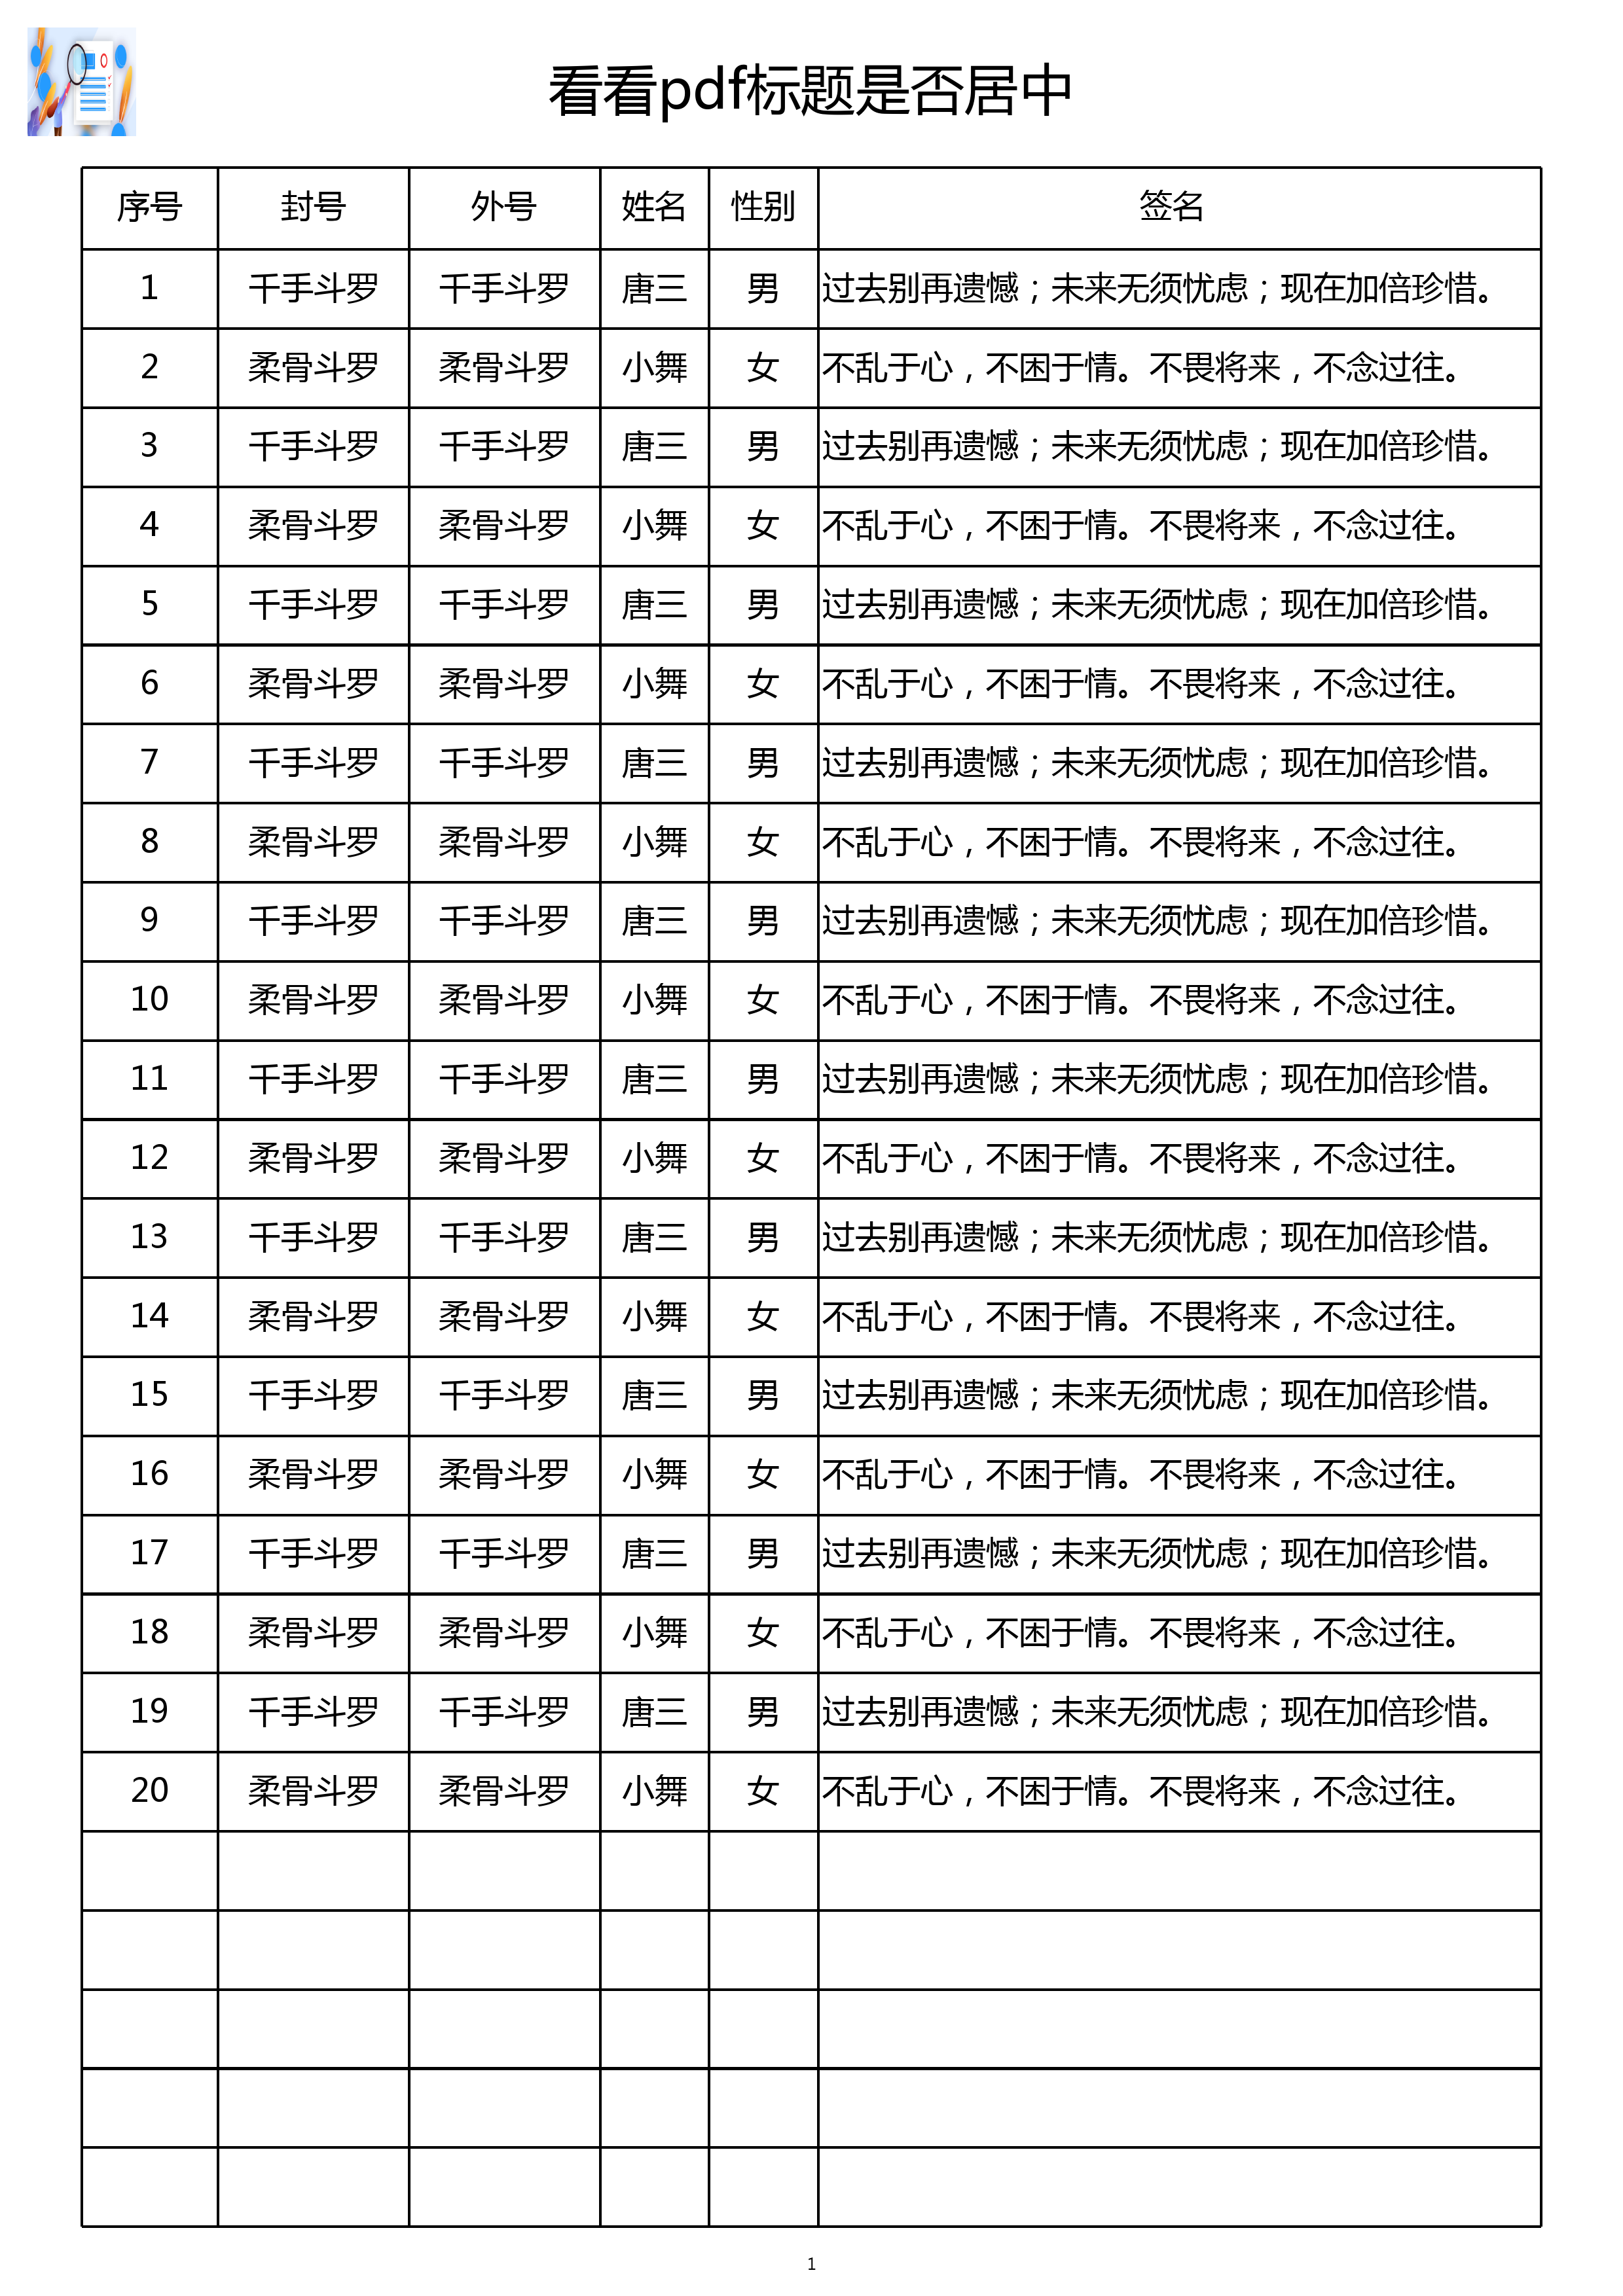 看看pdf标题是否居中
序号 封号 外号 姓名 性别 签名
1 千手斗罗 千手斗罗 唐三 男 过去别再遗憾；未来无须忧虑；现在加倍珍惜。
2 柔骨斗罗 柔骨斗罗 小舞 女 不乱于心，不困于情。不畏将来，不念过往。
3 千手斗罗 千手斗罗 唐三 男 过去别再遗憾；未来无须忧虑；现在加倍珍惜。
4 柔骨斗罗 柔骨斗罗 小舞 女 不乱于心，不困于情。不畏将来，不念过往。
5 千手斗罗 千手斗罗 唐三 男 过去别再遗憾；未来无须忧虑；现在加倍珍惜。
6 柔骨斗罗 柔骨斗罗 小舞 女 不乱于心，不困于情。不畏将来，不念过往。
7 千手斗罗 千手斗罗 唐三 男 过去别再遗憾；未来无须忧虑；现在加倍珍惜。
8 柔骨斗罗 柔骨斗罗 小舞 女 不乱于心，不困于情。不畏将来，不念过往。
9 千手斗罗 千手斗罗 唐三 男 过去别再遗憾；未来无须忧虑；现在加倍珍惜。
10 柔骨斗罗 柔骨斗罗 小舞 女 不乱于心，不困于情。不畏将来，不念过往。
11 千手斗罗 千手斗罗 唐三 男 过去别再遗憾；未来无须忧虑；现在加倍珍惜。
12 柔骨斗罗 柔骨斗罗 小舞 女 不乱于心，不困于情。不畏将来，不念过往。
13 千手斗罗 千手斗罗 唐三 男 过去别再遗憾；未来无须忧虑；现在加倍珍惜。
14 柔骨斗罗 柔骨斗罗 小舞 女 不乱于心，不困于情。不畏将来，不念过往。
15 千手斗罗 千手斗罗 唐三 男 过去别再遗憾；未来无须忧虑；现在加倍珍惜。
16 柔骨斗罗 柔骨斗罗 小舞 女 不乱于心，不困于情。不畏将来，不念过往。
17 千手斗罗 千手斗罗 唐三 男 过去别再遗憾；未来无须忧虑；现在加倍珍惜。
18 柔骨斗罗 柔骨斗罗 小舞 女 不乱于心，不困于情。不畏将来，不念过往。
19 千手斗罗 千手斗罗 唐三 男 过去别再遗憾；未来无须忧虑；现在加倍珍惜。
20 柔骨斗罗 柔骨斗罗 小舞 女 不乱于心，不困于情。不畏将来，不念过往。
1